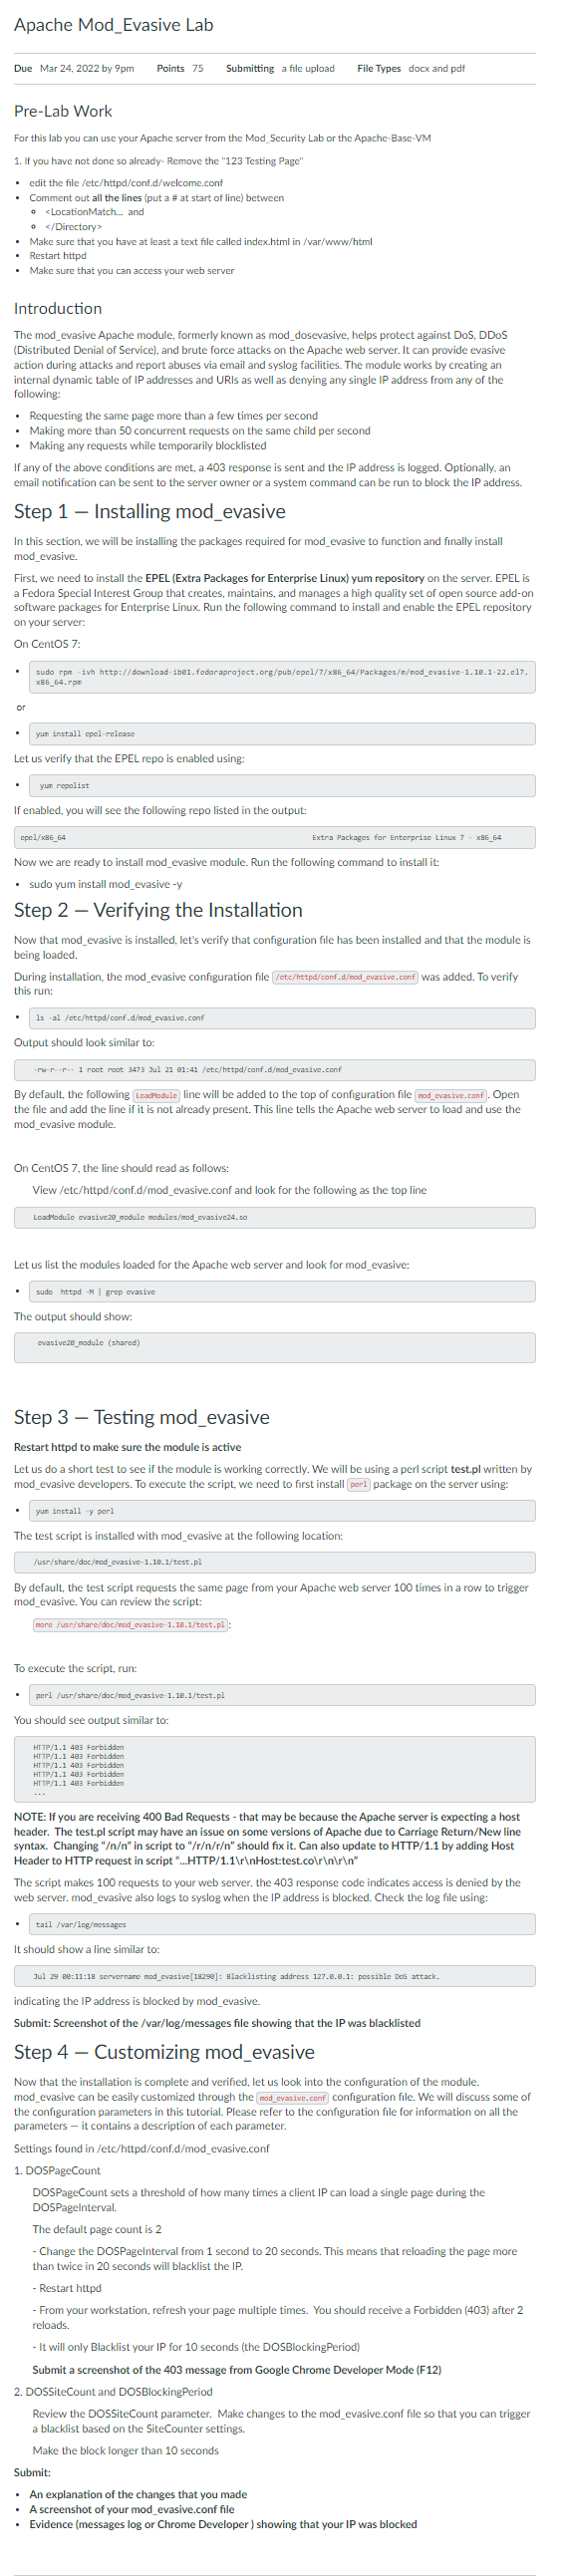 Apache Mod_Evasive Lab
Due Mar 24, 2022 by 9pm Points 75 Submitting a file upload File Types docx and pdf
Pre-Lab Work
For this lab you can use your Apache server from the Mod_Security Lab or the Apache-Base-VM
1. If you have not done so already- Remove the "123 Testing Page"
• edit the file /etc/httpd/conf.d/welcome.conf
• Comment out all the lines (put a # at start of line) between
◦ <LocationMatch... and
◦ </Directory>
• Make sure that you have at least a text file called index.html in /var/www/html
• Restart httpd
• Make sure that you can access your web server
Introduction
The mod_evasive Apache module, formerly known as mod_dosevasive, helps protect against DoS, DDoS
(Distributed Denial of Service), and brute force attacks on the Apache web server. It can provide evasive
action during attacks and report abuses via email and syslog facilities. The module works by creating an
internal dynamic table of IP addresses and URIs as well as denying any single IP address from any of the
following:
• Requesting the same page more than a few times per second
• Making more than 50 concurrent requests on the same child per second
• Making any requests while temporarily blocklisted
If any of the above conditions are met, a 403 response is sent and the IP address is logged. Optionally, an
email notification can be sent to the server owner or a system command can be run to block the IP address.
Step 1 — Installing mod_evasive
In this section, we will be installing the packages required for mod_evasive to function and finally install
mod_evasive.
First, we need to install the EPEL (Extra Packages for Enterprise Linux) yum repository on the server. EPEL is
a Fedora Special Interest Group that creates, maintains, and manages a high quality set of open source add-on
software packages for Enterprise Linux. Run the following command to install and enable the EPEL repository
on your server:
On CentOS 7:
• sudo rpm -ivh http://download-ib01.fedoraproject.org/pub/epel/7/x86_64/Packages/m/mod_evasive-1.10.1-22.el7.
x86_64.rpm
or
• yum install epel-release
Let us verify that the EPEL repo is enabled using:
• yum repolist
If enabled, you will see the following repo listed in the output:
epel/x86_64 Extra Packages for Enterprise Linux 7 - x86_64
Now we are ready to install mod_evasive module. Run the following command to install it:
• sudo yum install mod_evasive -y
Step 2 — Verifying the Installation
Now that mod_evasive is installed, let's verify that configuration file has been installed and that the module is
being loaded.
During installation, the mod_evasive configuration file /etc/httpd/conf.d/mod_evasive.conf was added. To verify
this run:
• ls -al /etc/httpd/conf.d/mod_evasive.conf
Output should look similar to:
-rw-r--r-- 1 root root 3473 Jul 21 01:41 /etc/httpd/conf.d/mod_evasive.conf
By default, the following LoadModule line will be added to the top of configuration file mod_evasive.conf. Open
the file and add the line if it is not already present. This line tells the Apache web server to load and use the
mod_evasive module.
On CentOS 7, the line should read as follows:
View /etc/httpd/conf.d/mod_evasive.conf and look for the following as the top line
LoadModule evasive20_module modules/mod_evasive24.so
Let us list the modules loaded for the Apache web server and look for mod_evasive:
• sudo httpd -M | grep evasive
The output should show:
evasive20_module (shared)
Step 3 — Testing mod_evasive
Restart httpd to make sure the module is active
Let us do a short test to see if the module is working correctly. We will be using a perl script test.pl written by
mod_evasive developers. To execute the script, we need to first install perl package on the server using:
• yum install -y perl
The test script is installed with mod_evasive at the following location:
/usr/share/doc/mod_evasive-1.10.1/test.pl
By default, the test script requests the same page from your Apache web server 100 times in a row to trigger
mod_evasive. You can review the script:
more /usr/share/doc/mod_evasive-1.10.1/test.pl:
To execute the script, run:
• perl /usr/share/doc/mod_evasive-1.10.1/test.pl
You should see output similar to:
HTTP/1.1 403 Forbidden
HTTP/1.1 403 Forbidden
HTTP/1.1 403 Forbidden
HTTP/1.1 403 Forbidden
HTTP/1.1 403 Forbidden
...
NOTE: If you are receiving 400 Bad Requests - that may be because the Apache server is expecting a host
header. The test.pl script may have an issue on some versions of Apache due to Carriage Return/New line
syntax. Changing "/n/n" in script to "/r/n/r/n" should fix it. Can also update to HTTP/1.1 by adding Host
Header to HTTP request in script "...HTTP/1.1\r\nHost:test.co\r\n\r\n"
The script makes 100 requests to your web server. the 403 response code indicates access is denied by the
web server. mod_evasive also logs to syslog when the IP address is blocked. Check the log file using:
• tail /var/log/messages
It should show a line similar to:
Jul 29 00:11:18 servername mod_evasive[18290]: Blacklisting address 127.0.0.1: possible DoS attack.
indicating the IP address is blocked by mod_evasive.
Submit: Screenshot of the /var/log/messages file showing that the IP was blacklisted
Step 4 — Customizing mod_evasive
Now that the installation is complete and verified, let us look into the configuration of the module.
mod_evasive can be easily customized through the mod_evasive.conf configuration file. We will discuss some of
the configuration parameters in this tutorial. Please refer to the configuration file for information on all the
parameters — it contains a description of each parameter.
Settings found in /etc/httpd/conf.d/mod_evasive.conf
1. DOSPageCount
DOSPageCount sets a threshold of how many times a client IP can load a single page during the
DOSPageInterval.
The default page count is 2
- Change the DOSPageInterval from 1 second to 20 seconds. This means that reloading the page more
than twice in 20 seconds will blacklist the IP.
- Restart httpd
- From your workstation, refresh your page multiple times. You should receive a Forbidden (403) after 2
reloads.
- It will only Blacklist your IP for 10 seconds (the DOSBlockingPeriod)
Submit a screenshot of the 403 message from Google Chrome Developer Mode (F12)
2. DOSSiteCount and DOSBlockingPeriod
Review the DOSSiteCount parameter. Make changes to the mod_evasive.conf file so that you can trigger
a blacklist based on the SiteCounter settings.
Make the block longer than 10 seconds
Submit:
• An explanation of the changes that you made
• A screenshot of your mod_evasive.conf file
• Evidence (messages log or Chrome Developer ) showing that your IP was blocked